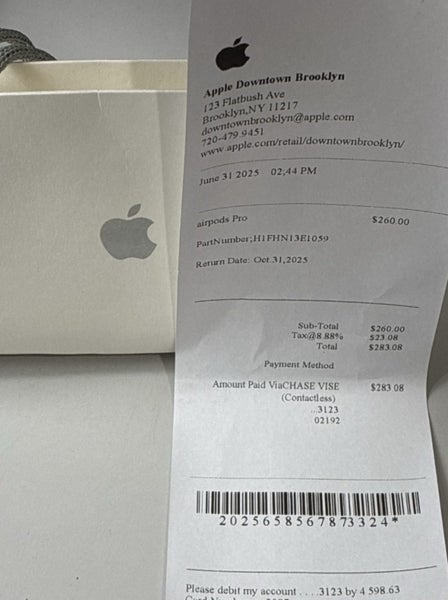 Apple Downtown Brooklyn
123 Flatbush Ave
Brooklyn,NY 11217
downtownbrooklyn@apple.com
720-479.9451
www.apple.com/retail/downtownbrooklyn/
June 31 2025 02;44 PM
airpods Pro $260.00
PartNumber;H1FHN13E1059
Return Date: Oct.31,2025
Sub-Total $260.00
Tax@8.88% $23.08
Total $283.08
Payment Method
Amount Paid ViaCHASE VISE $283 08
(Contactless)
...3123
02192
2025658567873324*
Please debit my account ....3123 by 4 598.63